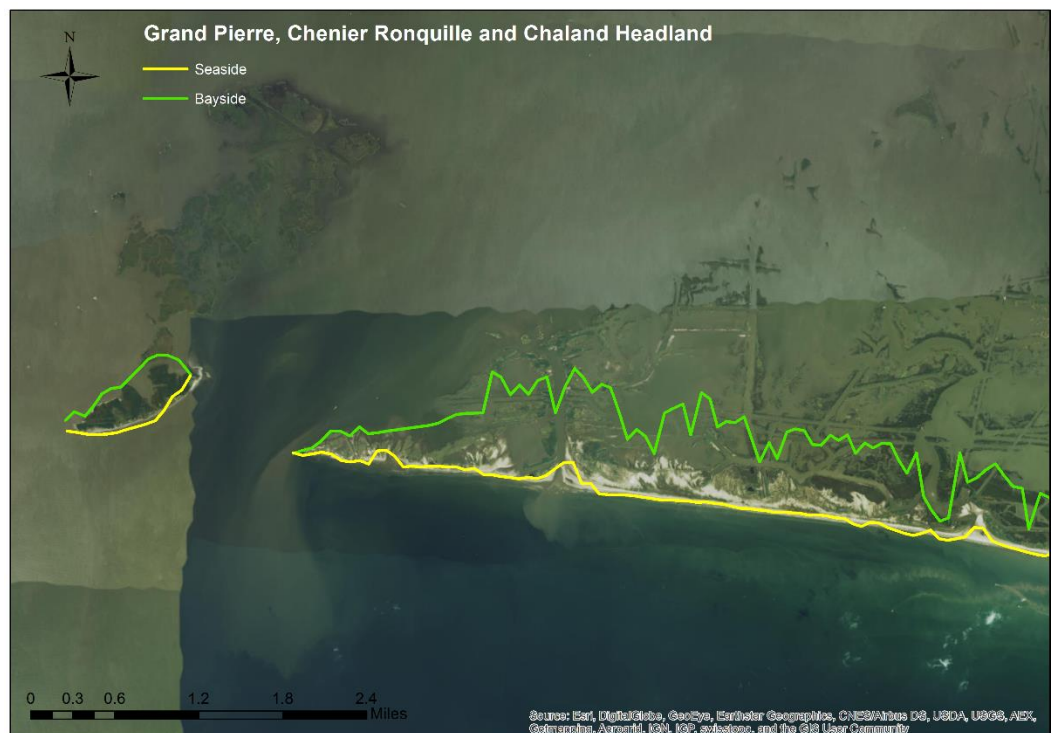 Grand Pierre, Chenier Ronquille and Chaland Headland
N
Seaside
Bayside
0 0.3 0.6 1.2 1.8 2.4
Miles
Source: Esri, DigitalGlobe, GeoEye, Earthstar Geographics, CNES/Airbus DS, USDA, USGS, AEX,
Getmapping, Aerogrid, IGN, IGP, swisstopo, and the GIS User Community